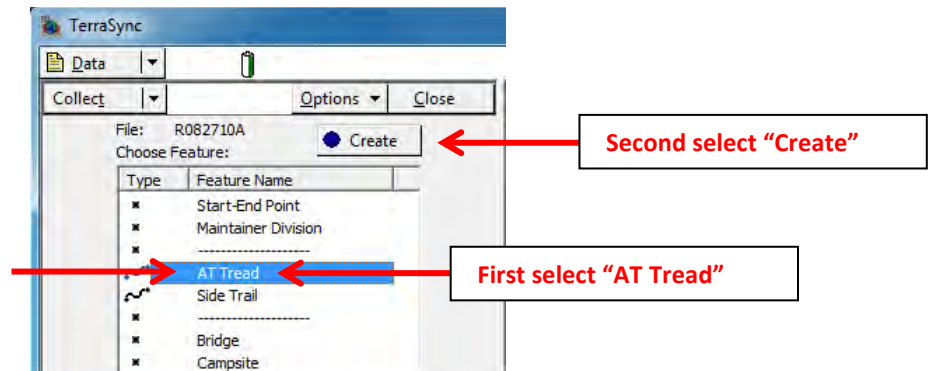 TerraSync
Data
Collect Options Close
File: R082710A Create
Choose Feature:
Second select “Create”
Type Feature Name
Start-End Point
Maintainer Division
--------------------
AT Tread
First select “AT Tread”
Side Trail
--------------------
Bridge
Campsite